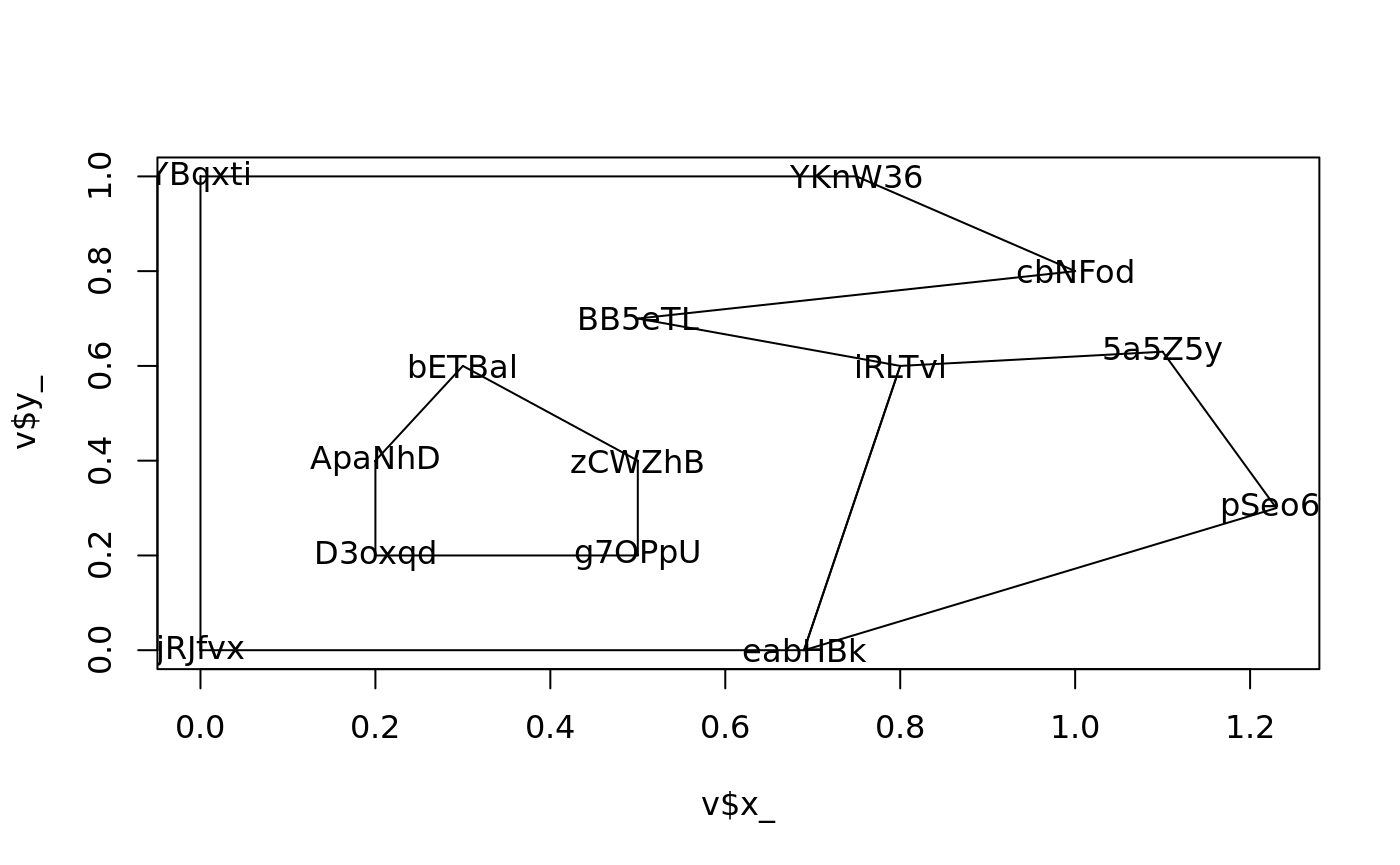 YBqxti
YKnW36
cbNFod
BB5eTL
5a5Z5y
bETBal
iRLTvl
ApaNhD
zCWZhB
pSeo6
D3oxqd
g7OPpU
jRJfvx
eabHBk
1.0
0.8
0.6
0.4
0.2
0.0
v$y_
0.0 0.2 0.4 0.6 0.8 1.0 1.2
v$x_